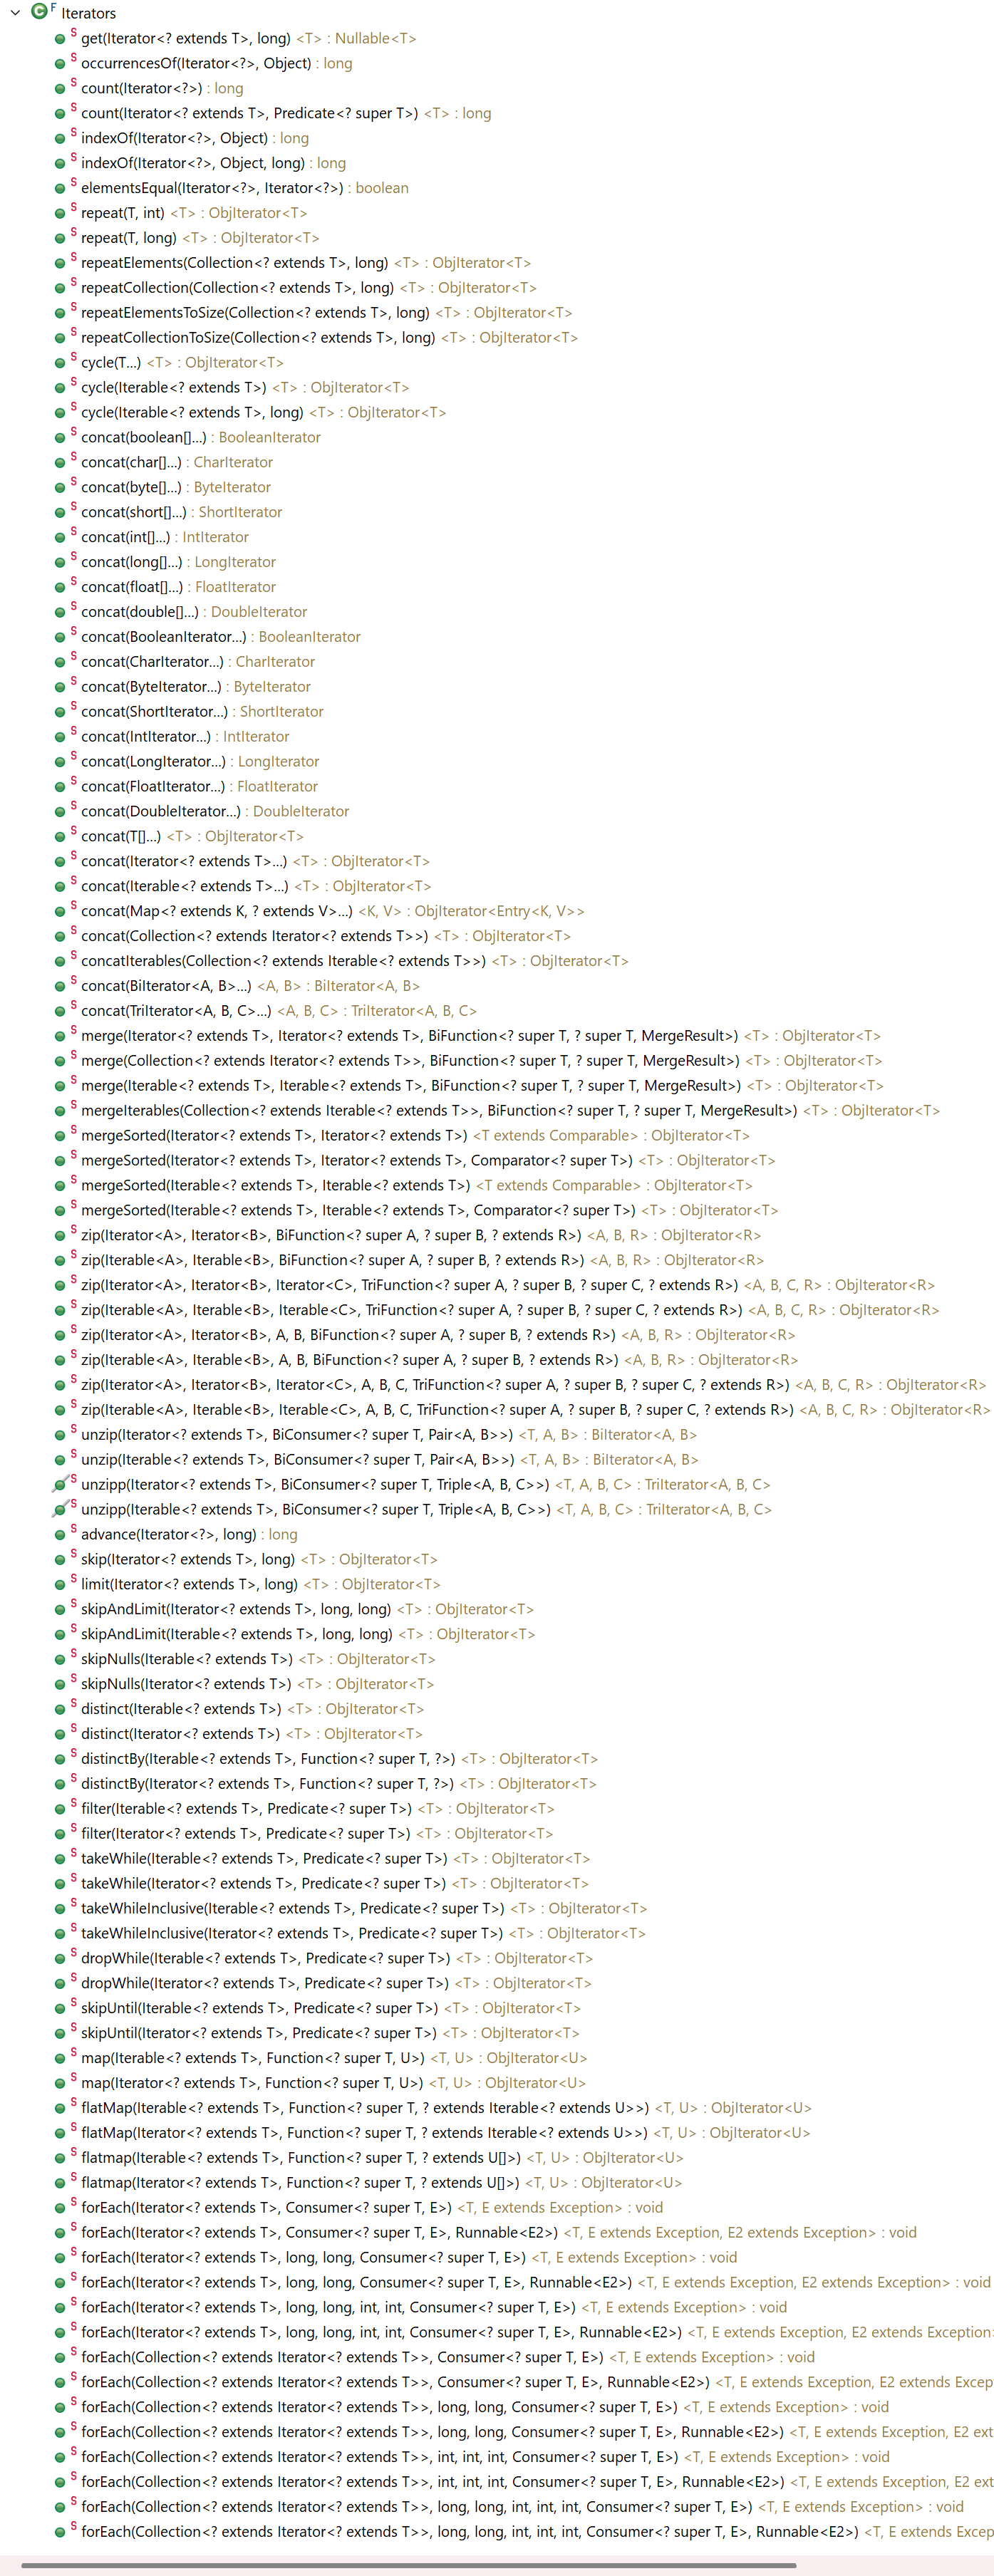 Iterators
get(Iterator<? extends T>, long) <T> : Nullable<T>
occurrencesOf(Iterator<?>, Object) : long
count(Iterator<?>) : long
count(Iterator<? extends T>, Predicate<? super T>) <T> : long
indexOf(Iterator<?>, Object) : long
indexOf(Iterator<?>, Object, long) : long
elementsEqual(Iterator<?>, Iterator<?>) : boolean
repeat(T, int) <T> : ObjIterator<T>
repeat(T, long) <T> : ObjIterator<T>
repeatElements(Collection<? extends T>, long) <T> : ObjIterator<T>
repeatCollection(Collection<? extends T>, long) <T> : ObjIterator<T>
repeatElementsToSize(Collection<? extends T>, long) <T> : ObjIterator<T>
repeatCollectionToSize(Collection<? extends T>, long) <T> : ObjIterator<T>
cycle(T...) <T> : ObjIterator<T>
cycle(Iterable<? extends T>) <T> : ObjIterator<T>
cycle(Iterable<? extends T>, long) <T> : ObjIterator<T>
concat(boolean[]...) : BooleanIterator
concat(char[]...) : CharIterator
concat(byte[]...) : ByteIterator
concat(short[]...) : ShortIterator
concat(int[]...) : IntIterator
concat(long[]...) : LongIterator
concat(float[]...) : FloatIterator
concat(double[]...) : DoubleIterator
concat(BooleanIterator...) : BooleanIterator
concat(CharIterator...) : CharIterator
concat(ByteIterator...) : ByteIterator
concat(ShortIterator...) : ShortIterator
concat(IntIterator...) : IntIterator
concat(LongIterator...) : LongIterator
concat(FloatIterator...) : FloatIterator
concat(DoubleIterator...) : DoubleIterator
concat(T[]...) <T> : ObjIterator<T>
concat(Iterator<? extends T>...) <T> : ObjIterator<T>
concat(Iterable<? extends T>...) <T> : ObjIterator<T>
concat(Map<? extends K, ? extends V>...) <K, V> : ObjIterator<Entry<K, V>>
concat(Collection<? extends Iterator<? extends T>>) <T> : ObjIterator<T>
concatIterables(Collection<? extends Iterable<? extends T>>) <T> : ObjIterator<T>
concat(BiIterator<A, B>...) <A, B> : BiIterator<A, B>
concat(TriIterator<A, B, C>...) <A, B, C> : TriIterator<A, B, C>
merge(Iterator<? extends T>, Iterator<? extends T>, BiFunction<? super T, ? super T, MergeResult>) <T> : ObjIterator<T>
merge(Collection<? extends Iterator<? extends T>>, BiFunction<? super T, ? super T, MergeResult>) <T> : ObjIterator<T>
merge(Iterable<? extends T>, Iterable<? extends T>, BiFunction<? super T, ? super T, MergeResult>) <T> : ObjIterator<T>
mergeIterables(Collection<? extends Iterable<? extends T>>, BiFunction<? super T, ? super T, MergeResult>) <T> : ObjIterator<T>
mergeSorted(Iterator<? extends T>, Iterator<? extends T>) <T extends Comparable> : ObjIterator<T>
mergeSorted(Iterator<? extends T>, Iterator<? extends T>, Comparator<? super T>) <T> : ObjIterator<T>
mergeSorted(Iterable<? extends T>, Iterable<? extends T>) <T extends Comparable> : ObjIterator<T>
mergeSorted(Iterable<? extends T>, Iterable<? extends T>, Comparator<? super T>) <T> : ObjIterator<T>
zip(Iterator<A>, Iterator<B>, BiFunction<? super A, ? super B, ? extends R>) <A, B, R> : ObjIterator<R>
zip(Iterable<A>, Iterable<B>, BiFunction<? super A, ? super B, ? extends R>) <A, B, R> : ObjIterator<R>
zip(Iterator<A>, Iterator<B>, Iterator<C>, TriFunction<? super A, ? super B, ? super C, ? extends R>) <A, B, C, R> : ObjIterator<R>
zip(Iterable<A>, Iterable<B>, Iterable<C>, TriFunction<? super A, ? super B, ? super C, ? extends R>) <A, B, C, R> : ObjIterator<R>
zip(Iterator<A>, Iterator<B>, A, B, BiFunction<? super A, ? super B, ? extends R>) <A, B, R> : ObjIterator<R>
zip(Iterable<A>, Iterable<B>, A, B, BiFunction<? super A, ? super B, ? extends R>) <A, B, R> : ObjIterator<R>
zip(Iterator<A>, Iterator<B>, Iterator<C>, A, B, C, TriFunction<? super A, ? super B, ? super C, ? extends R>) <A, B, C, R> : ObjIterator<R>
zip(Iterable<A>, Iterable<B>, Iterable<C>, A, B, C, TriFunction<? super A, ? super B, ? super C, ? extends R>) <A, B, C, R> : ObjIterator<R>
unzip(Iterator<? extends T>, BiConsumer<? super T, Pair<A, B>>) <T, A, B> : BiIterator<A, B>
unzip(Iterable<? extends T>, BiConsumer<? super T, Pair<A, B>>) <T, A, B> : BiIterator<A, B>
unzipp(Iterator<? extends T>, BiConsumer<? super T, Triple<A, B, C>>) <T, A, B, C> : TriIterator<A, B, C>
unzipp(Iterable<? extends T>, BiConsumer<? super T, Triple<A, B, C>>) <T, A, B, C> : TriIterator<A, B, C>
advance(Iterator<?>, long) : long
skip(Iterator<? extends T>, long) <T> : ObjIterator<T>
limit(Iterator<? extends T>, long) <T> : ObjIterator<T>
skipAndLimit(Iterator<? extends T>, long, long) <T> : ObjIterator<T>
skipAndLimit(Iterable<? extends T>, long, long) <T> : ObjIterator<T>
skipNulls(Iterable<? extends T>) <T> : ObjIterator<T>
skipNulls(Iterator<? extends T>) <T> : ObjIterator<T>
distinct(Iterable<? extends T>) <T> : ObjIterator<T>
distinct(Iterator<? extends T>) <T> : ObjIterator<T>
distinctBy(Iterable<? extends T>, Function<? super T, ?>) <T> : ObjIterator<T>
distinctBy(Iterator<? extends T>, Function<? super T, ?>) <T> : ObjIterator<T>
filter(Iterable<? extends T>, Predicate<? super T>) <T> : ObjIterator<T>
filter(Iterator<? extends T>, Predicate<? super T>) <T> : ObjIterator<T>
takeWhile(Iterable<? extends T>, Predicate<? super T>) <T> : ObjIterator<T>
takeWhile(Iterator<? extends T>, Predicate<? super T>) <T> : ObjIterator<T>
takeWhileInclusive(Iterable<? extends T>, Predicate<? super T>) <T> : ObjIterator<T>
takeWhileInclusive(Iterator<? extends T>, Predicate<? super T>) <T> : ObjIterator<T>
dropWhile(Iterable<? extends T>, Predicate<? super T>) <T> : ObjIterator<T>
dropWhile(Iterator<? extends T>, Predicate<? super T>) <T> : ObjIterator<T>
skipUntil(Iterable<? extends T>, Predicate<? super T>) <T> : ObjIterator<T>
skipUntil(Iterator<? extends T>, Predicate<? super T>) <T> : ObjIterator<T>
map(Iterable<? extends T>, Function<? super T, U>) <T, U> : ObjIterator<U>
map(Iterator<? extends T>, Function<? super T, U>) <T, U> : ObjIterator<U>
flatMap(Iterable<? extends T>, Function<? super T, ? extends Iterable<? extends U>>) <T, U> : ObjIterator<U>
flatMap(Iterator<? extends T>, Function<? super T, ? extends Iterable<? extends U>>) <T, U> : ObjIterator<U>
flatmap(Iterable<? extends T>, Function<? super T, ? extends U[]>) <T, U> : ObjIterator<U>
flatmap(Iterator<? extends T>, Function<? super T, ? extends U[]>) <T, U> : ObjIterator<U>
forEach(Iterator<? extends T>, Consumer<? super T, E>) <T, E extends Exception> : void
forEach(Iterator<? extends T>, Consumer<? super T, E>, Runnable<E2>) <T, E extends Exception, E2 extends Exception> : void
forEach(Iterator<? extends T>, long, long, Consumer<? super T, E>) <T, E extends Exception> : void
forEach(Iterator<? extends T>, long, long, Consumer<? super T, E>, Runnable<E2>) <T, E extends Exception, E2 extends Exception> : void
forEach(Iterator<? extends T>, long, long, int, int, Consumer<? super T, E>) <T, E extends Exception> : void
forEach(Iterator<? extends T>, long, long, int, int, Consumer<? super T, E>, Runnable<E2>) <T, E extends Exception, E2 extends Exception
forEach(Collection<? extends Iterator<? extends T>>, Consumer<? super T, E>) <T, E extends Exception> : void
forEach(Collection<? extends Iterator<? extends T>>, Consumer<? super T, E>, Runnable<E2>) <T, E extends Exception, E2 extends Excep
forEach(Collection<? extends Iterator<? extends T>>, long, long, Consumer<? super T, E>) <T, E extends Exception> : void
forEach(Collection<? extends Iterator<? extends T>>, long, long, Consumer<? super T, E>, Runnable<E2>) <T, E extends Exception, E2 ext
forEach(Collection<? extends Iterator<? extends T>>, int, int, int, Consumer<? super T, E>) <T, E extends Exception> : void
forEach(Collection<? extends Iterator<? extends T>>, int, int, int, Consumer<? super T, E>, Runnable<E2>) <T, E extends Exception, E2 ext
forEach(Collection<? extends Iterator<? extends T>>, long, long, int, int, int, Consumer<? super T, E>) <T, E extends Exception> : void
forEach(Collection<? extends Iterator<? extends T>>, long, long, int, int, int, Consumer<? super T, E>, Runnable<E2>) <T, E extends Excep